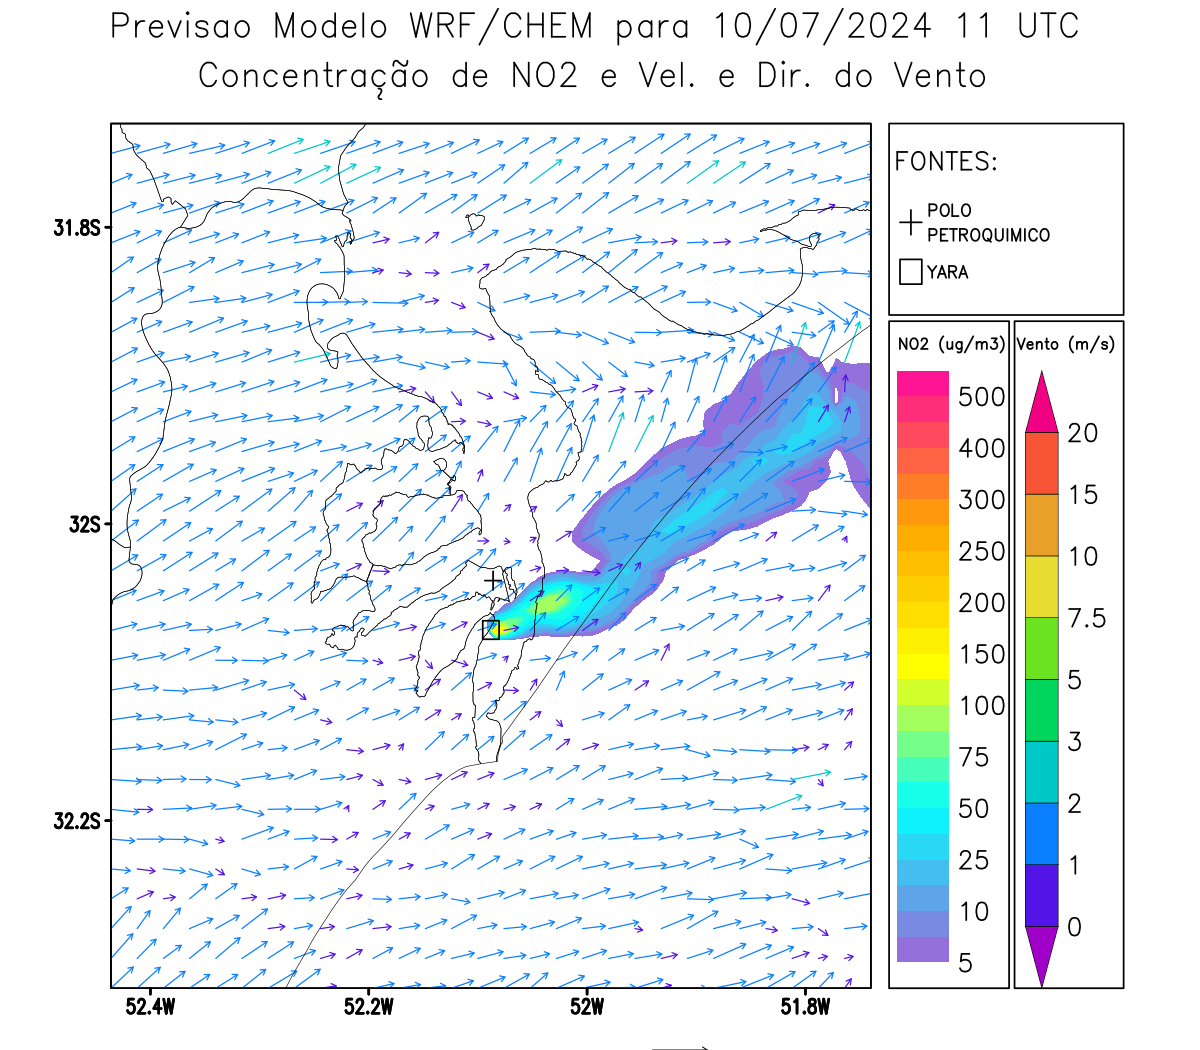 Previsao Modelo WRF/CHEM para 10/07/2024 11 UTC
Concentração de NO2 e Vel. e Dir. do Vento
FONTES:
POLO
PETROQUIMICO
YARA
NO2 (ug/m3)
500
400
300
250
200
150
100
75
50
25
10
5
Vento (m/s)
20
15
10
7.5
5
3
2
1
0
31.8S
32S
32.2S
52.4W
52.2W
52W
51.8W